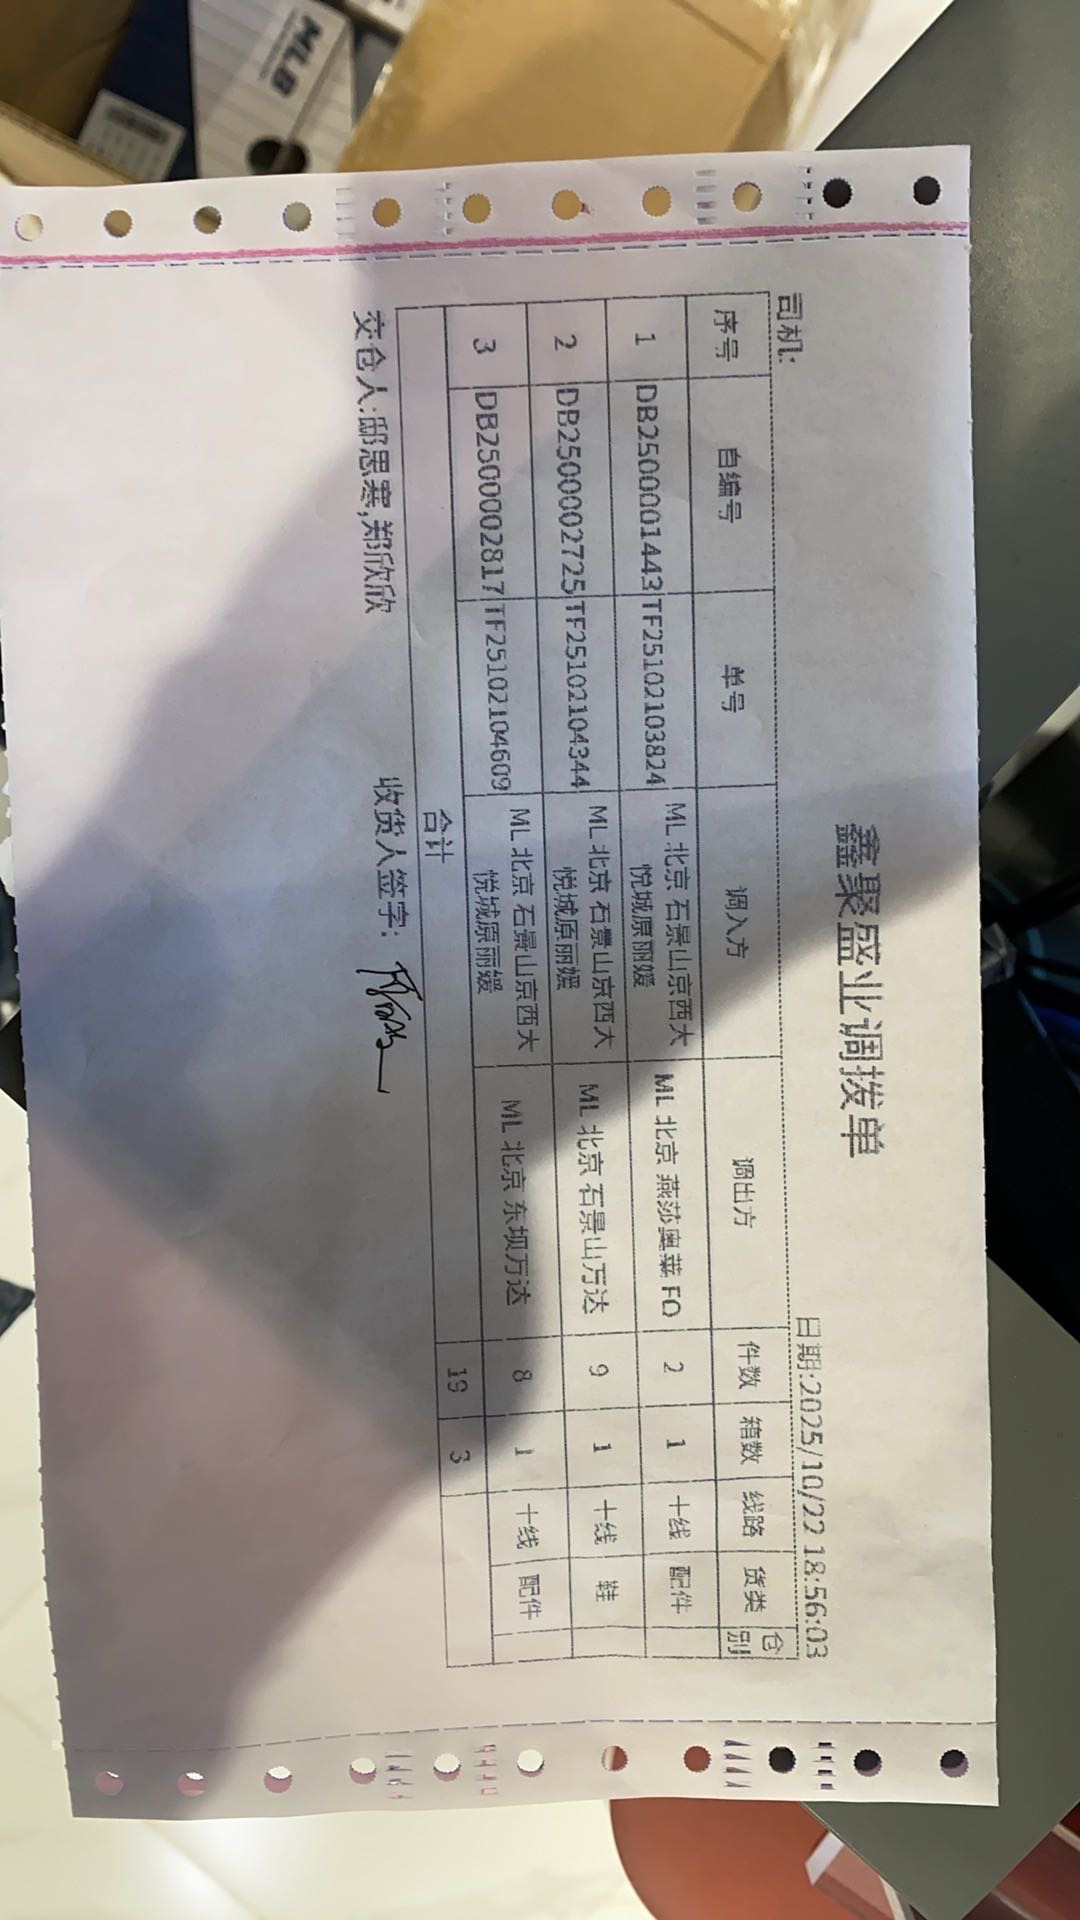 MLB
鑫聚盛业调拨单
司机: 日期:2025/10/22 18:56:03
序号 自编号 单号 调入方 调出方 件数 箱数 线路 货类 仓别
1 DB2500001443 TF25102103824 ML 北京 石景山京西大悦城原丽媛 ML 北京 燕莎奥莱 FO 2 1 十线 配件
2 DB2500002725 TF25102104344 ML 北京 石景山京西大悦城原丽媛 ML 北京 石景山万达 9 1 十线 鞋
3 DB2500002817 TF25102104609 ML 北京 石景山京西大悦城原丽媛 ML 北京 东坝万达 8 1 十线 配件
合计 19 3
交仓人:邸思寒,郑欣欣 收货人签字: